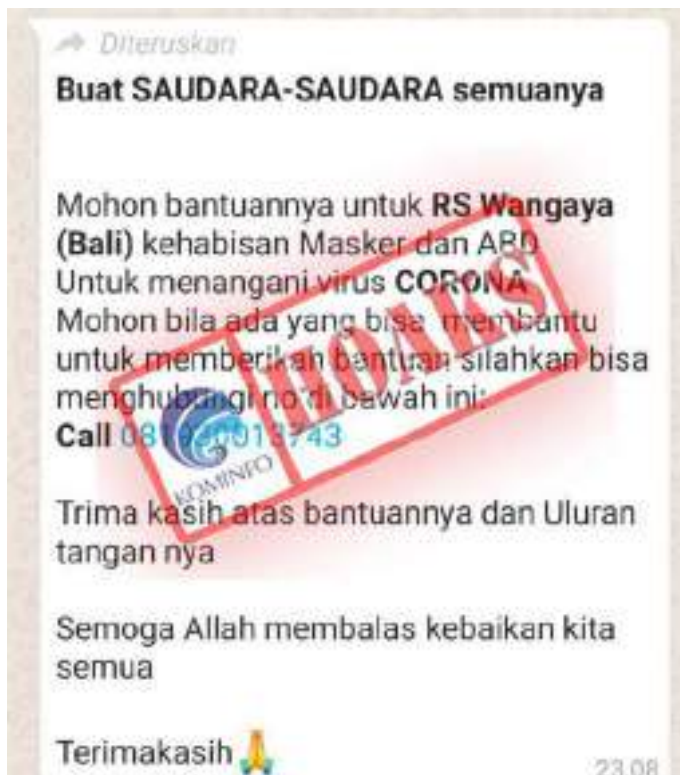 Diteruskan
Buat SAUDARA-SAUDARA semuanya
Mohon bantuannya untuk RS Wangaya
(Bali) kehabisan Masker dan
Untuk menangani virus CORONA
Mohon bila ada yang bisa membantu
untuk memberikan bantuan silahkan bisa
menghubungi no di bawah ini:
Call
HOAKS
KOMINFO
Trima kasih atas bantuannya dan Uluran
tangan nya
Semoga Allah membalas kebaikan kita
semua
Terimakasih🙏
23.08